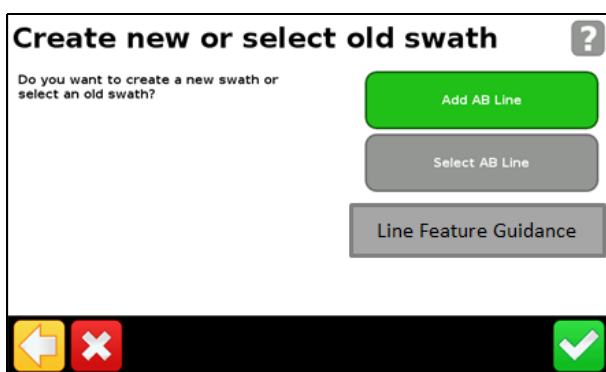 Create new or select old swath
?
Do you want to create a new swath or
select an old swath?
Add AB Line
Select AB Line
Line Feature Guidance